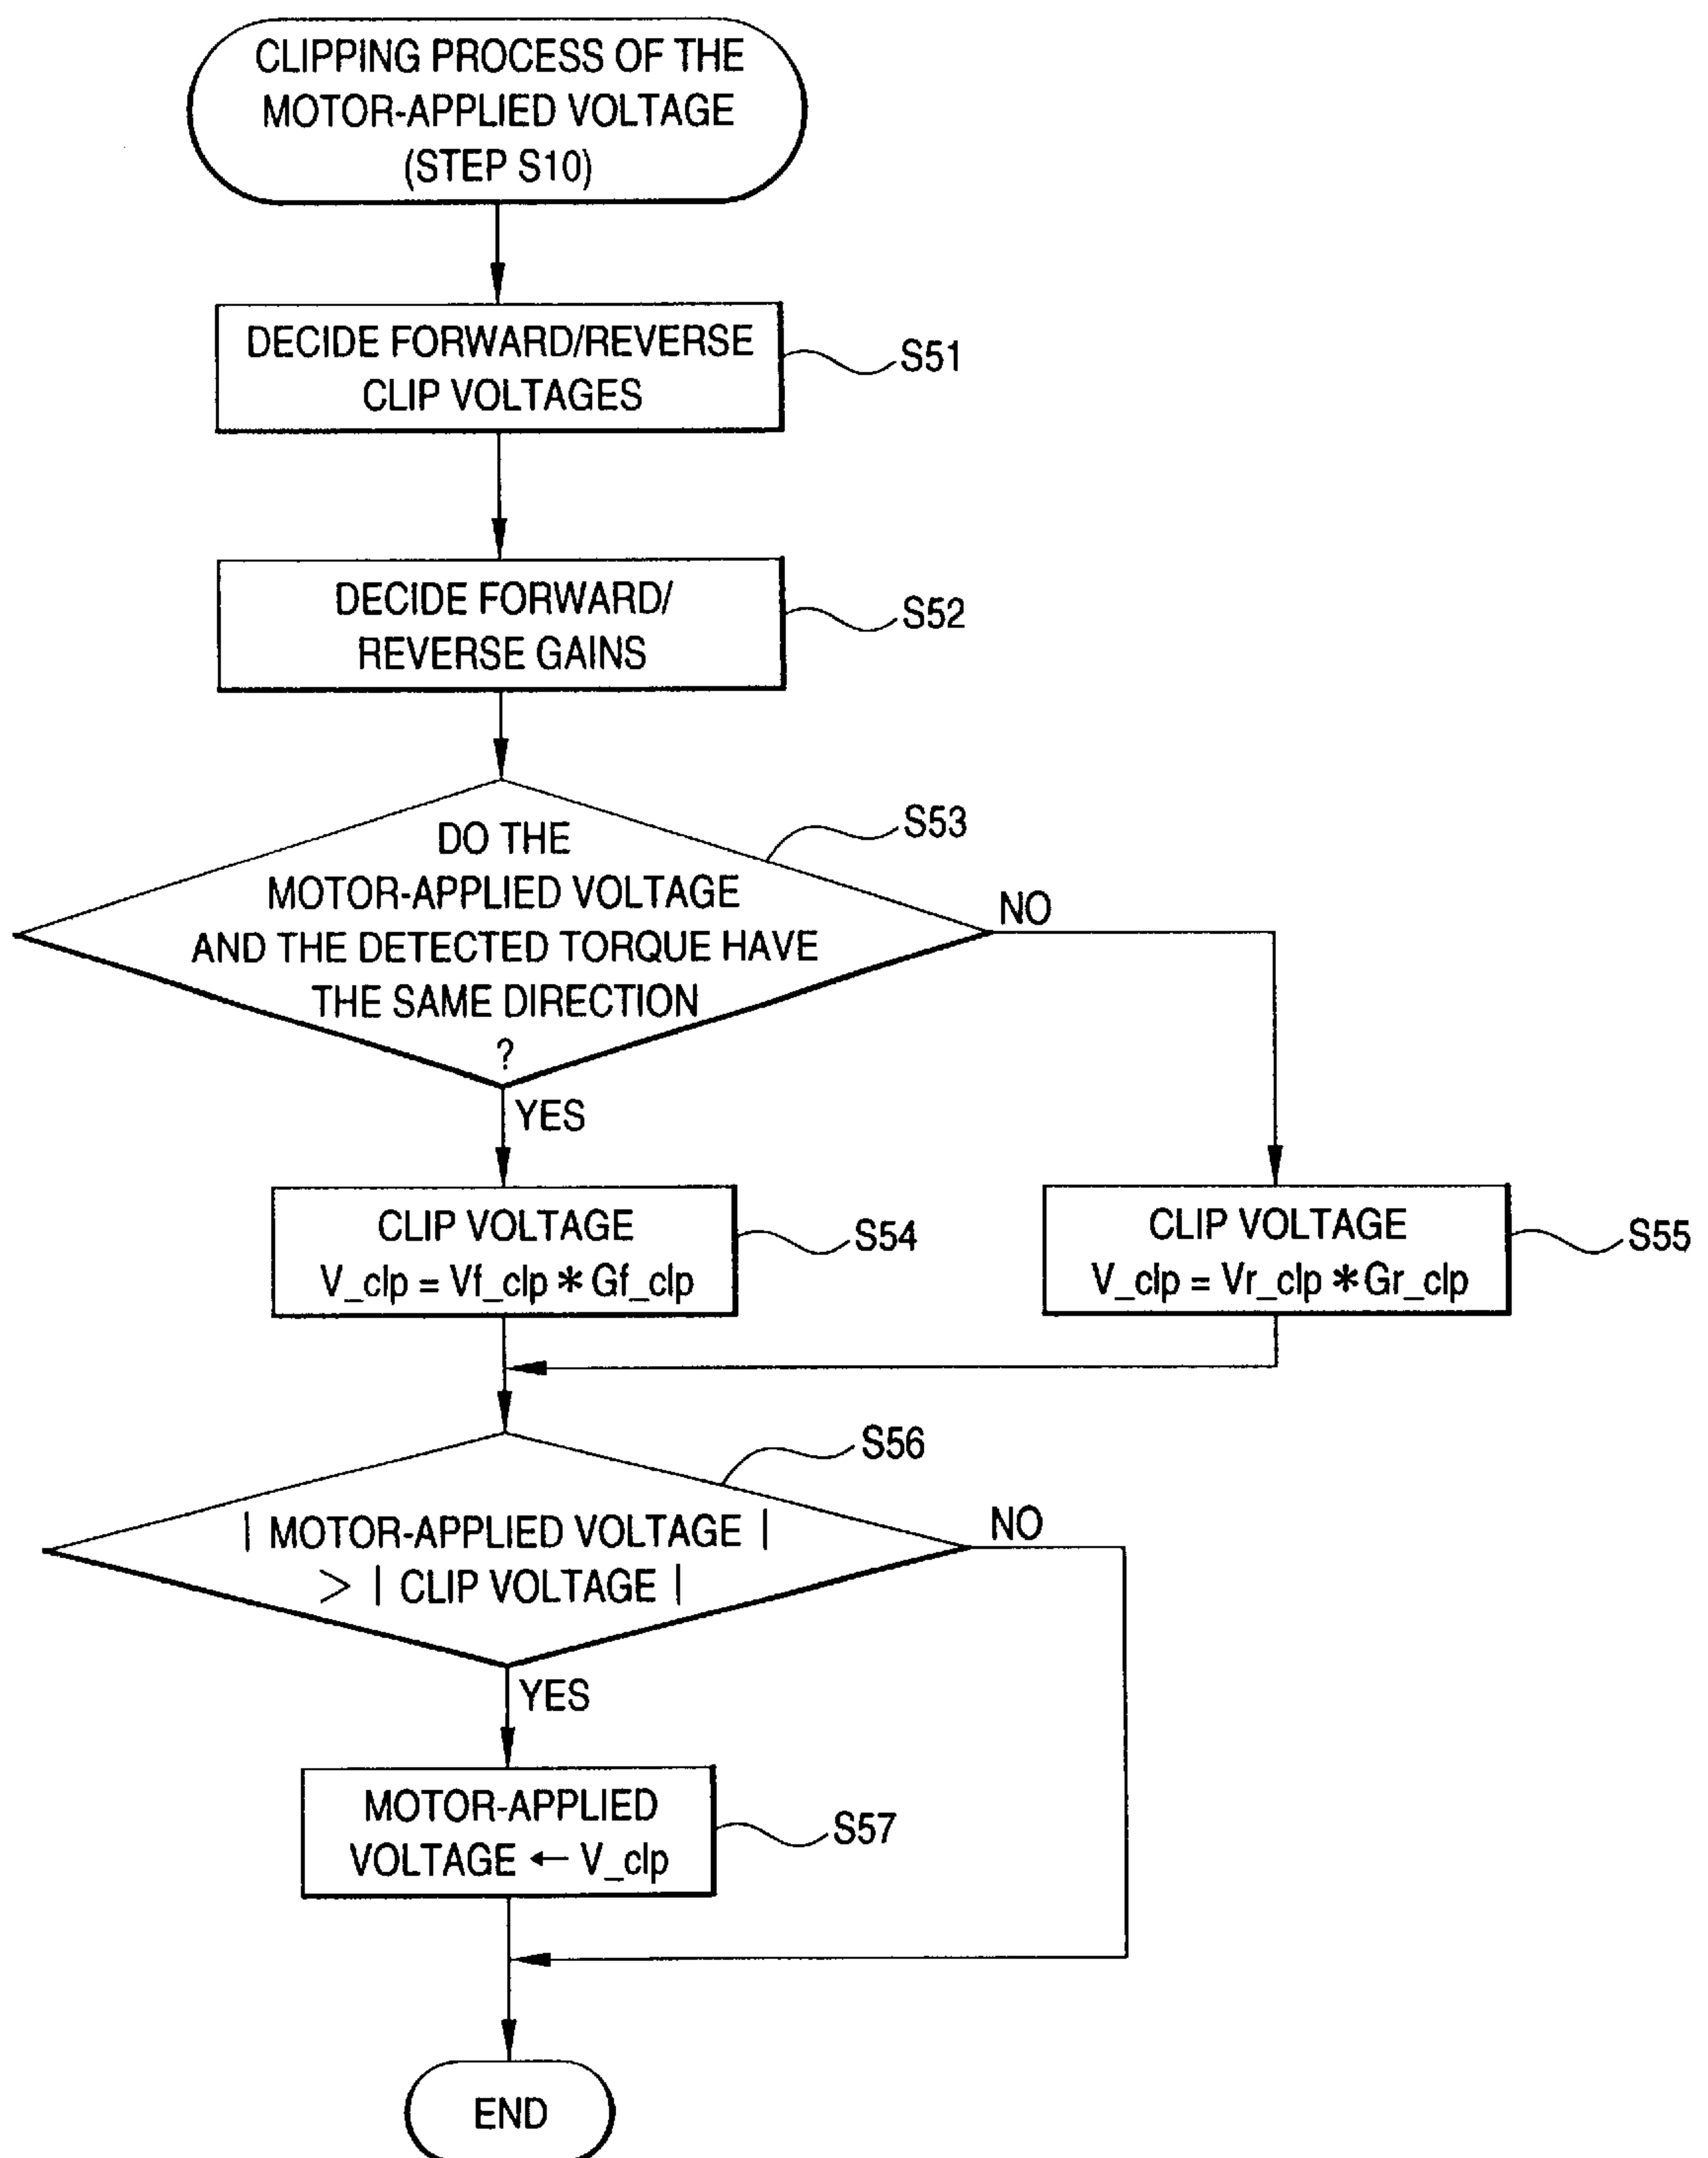 CLIPPING PROCESS OF THE
MOTOR-APPLIED VOLTAGE
(STEP S10)
DECIDE FORWARD/REVERSE
CLIP VOLTAGES
S51
DECIDE FORWARD/
REVERSE GAINS
S52
DO THE
MOTOR-APPLIED VOLTAGE
AND THE DETECTED TORQUE HAVE
THE SAME DIRECTION
?
S53
NO
YES
CLIP VOLTAGE
V_clp = Vf_clp * Gf_clp
S54
CLIP VOLTAGE
V_clp = Vr_clp * Gr_clp
S55
| MOTOR-APPLIED VOLTAGE |
> | CLIP VOLTAGE |
S56
NO
YES
MOTOR-APPLIED
VOLTAGE ← V_clp
S57
END